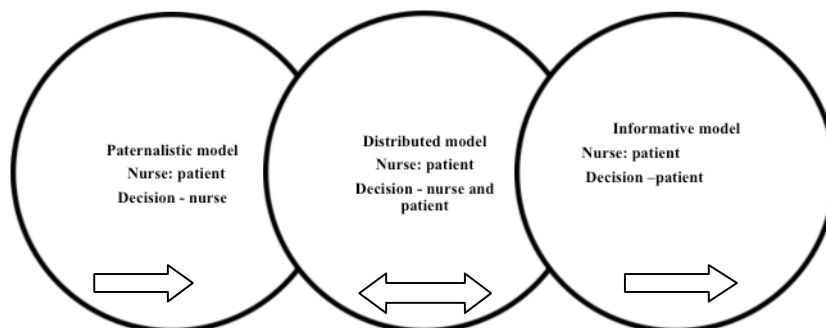 Paternalistic model
Nurse: patient
Decision - nurse
Distributed model
Nurse: patient
Decision - nurse and
patient
Informative model
Nurse: patient
Decision –patient